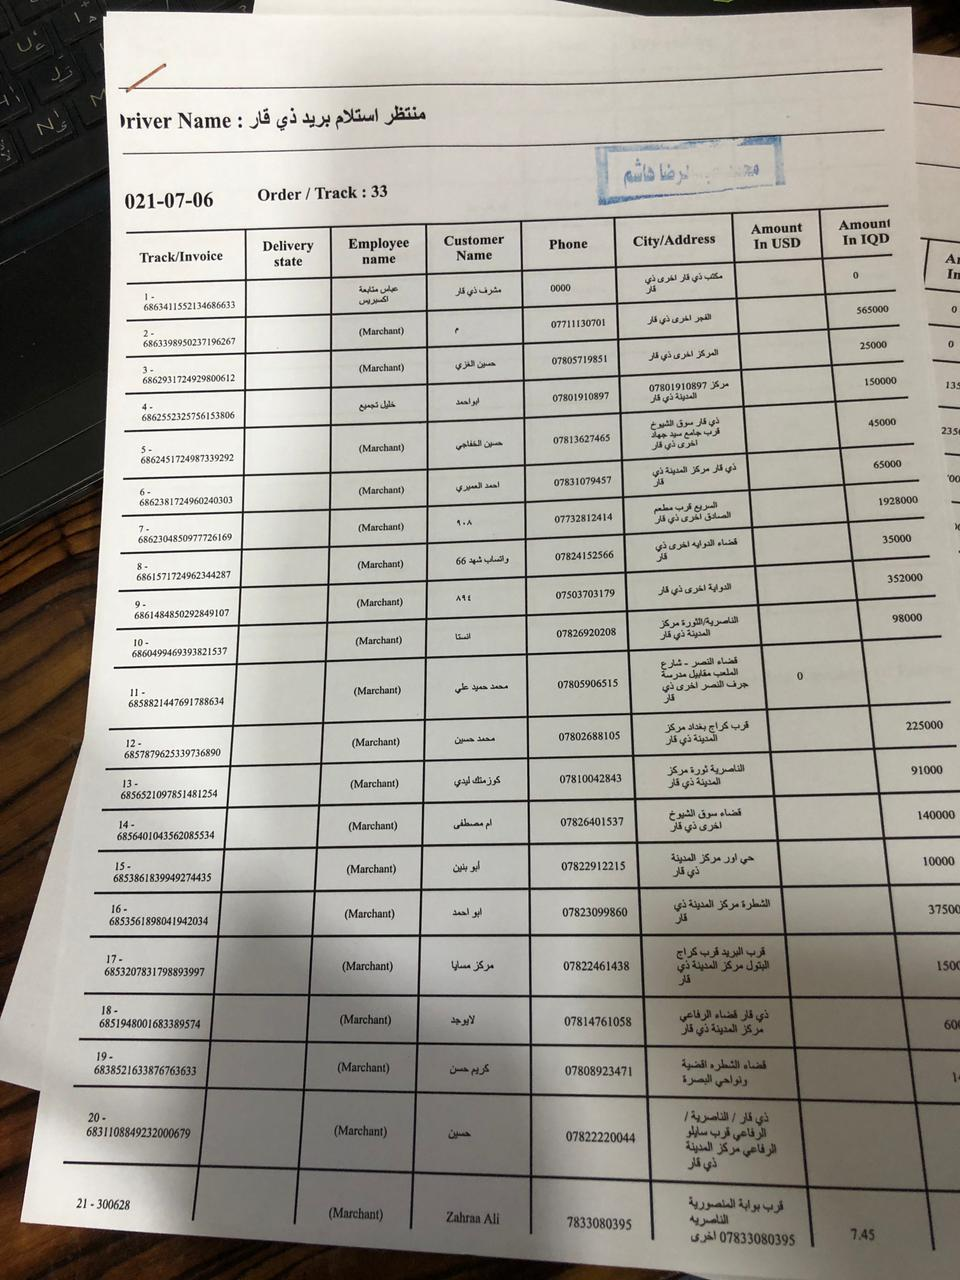 Driver Name : منتظر استلام بريد ذي قار
هاشم
021-07-06 Order / Track : 33
Track/Invoice Delivery state Employee name Customer Name Phone City/Address Amount In USD Amount In IQD
1 - 6863411552134686633 عباس متابعة اكسبريس مشرف ذي قار 0000 مكتب ذي قار اخرى ذي قار 0
2 - 6863398950237196267 (Marchant) م 07711130701 الفجر اخرى ذي قار 565000
3 - 6862931724929800612 (Marchant) حسين الغزي 07805719851 المركز اخرى ذي قار 25000
4 - 6862552325756153806 خليل تجميع ابواحمد 07801910897 مركز 07801910897 المدينة ذي قار 150000
5 - 6862451724987339292 (Marchant) حسين الخفاجي 07813627465 ذي قار سوق الشيوخ قرب جامع سيد جهاد اخرى ذي قار 45000
6 - 6862381724960240303 (Marchant) احمد العميري 07831079457 ذي قار مركز المدينة ذي قار 65000
7 - 6862304850977726169 (Marchant) ٩٠٨ 07732812414 السريع قرب مطعم الصادق اخرى ذي قار 1928000
8 - 6861571724962344287 (Marchant) واتساب شهد 66 07824152566 قضاء الدوايه اخرى ذي قار 35000
9 - 6861484850292849107 (Marchant) ٨٩٤ 07503703179 الدواية اخرى ذي قار 352000
10 - 6860499469393821537 (Marchant) انستا 07826920208 الناصرية/الثورة مركز المدينة ذي قار 98000
11 - 6858821447691788634 (Marchant) محمد حميد علي 07805906515 قضاء النصر - شارع الملعب مقابيل مدرسة جرف النصر اخرى ذي قار 0
12 - 6857879625339736890 (Marchant) محمد حسين 07802688105 قرب كراج بغداد مركز المدينة ذي قار 225000
13 - 6856521097851481254 (Marchant) كوزمتك ليدي 07810042843 الناصرية ثورة مركز المدينة ذي قار 91000
14 - 6856401043562085534 (Marchant) ام مصطفى 07826401537 قضاء سوق الشيوخ اخرى ذي قار 140000
15 - 6853861839949274435 (Marchant) أبو بنين 07822912215 حي اور مركز المدينة ذي قار 10000
16 - 6853561898041942034 (Marchant) ابو احمد 07823099860 الشطرة مركز المدينة ذي قار 37500
17 - 6853207831798893997 (Marchant) مركز مسايا 07822461438 قرب البريد قرب كراج البتول مركز المدينة ذي قار 1500
18 - 6851948001683389574 (Marchant) لايوجد 07814761058 ذي قار قضاء الرفاعي مركز المدينة ذي قار 600
19 - 6838521633876763633 (Marchant) كريم حسن 07808923471 قضاء الشطره اقضية ونواحي البصرة
20 - 6831108849232000679 (Marchant) حسين 07822220044 ذي قار / الناصرية / الرفاعي قرب سايلو الرفاعي مركز المدينة ذي قار
21 - 300628 (Marchant) Zahraa Ali 7833080395 قرب بوابة المنصورية الناصريه 07833080395 اخرى 7.45